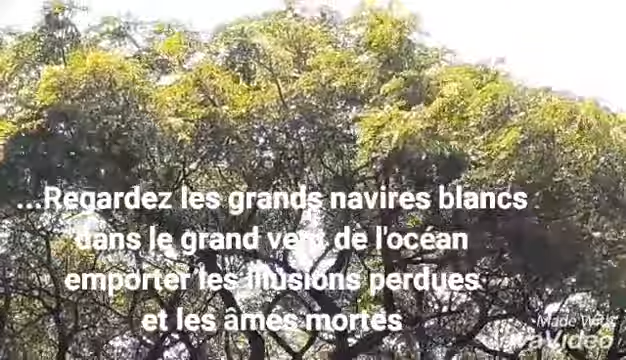 ...Regardez les grands navires blancs
dans le grand vert de l'océan
emporter les illusions perdues
et les âmes mortes
Made With
VivaVideo